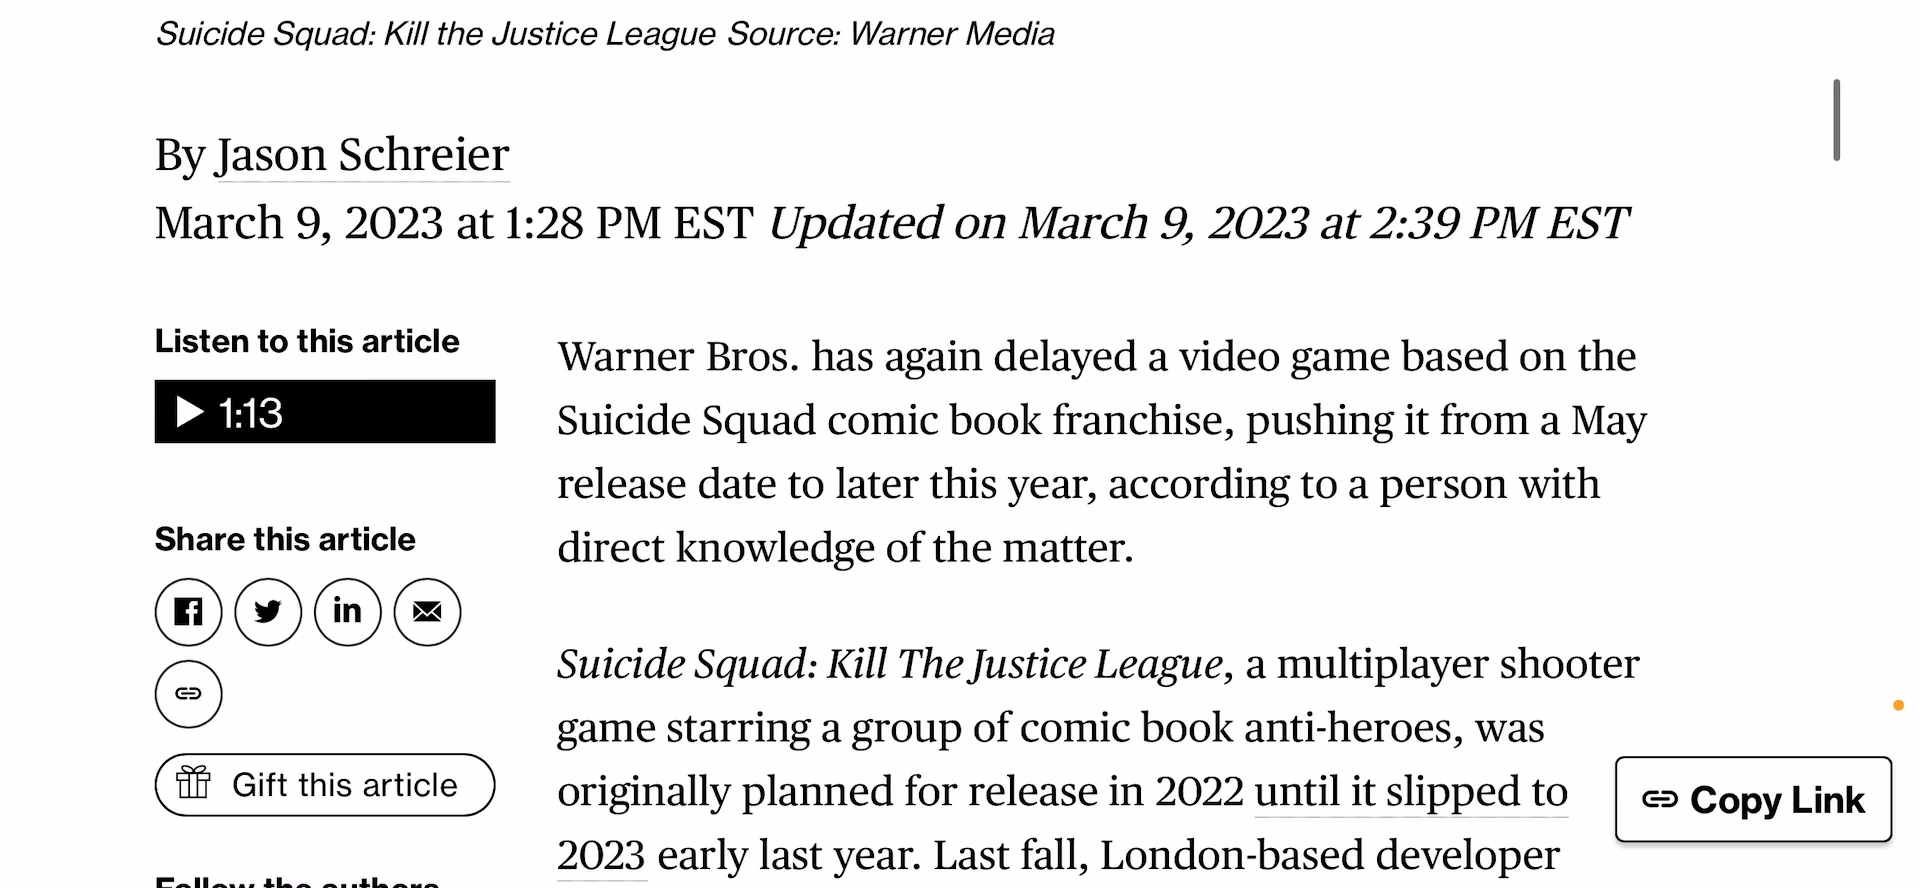 Suicide Squad: Kill the Justice League Source: Warner Media
By Jason Schreier
March 9, 2023 at 1:28 PM EST Updated on March 9, 2023 at 2:39 PM EST
Listen to this article
1:13
Share this article
Gift this article
Follow the authors
Warner Bros. has again delayed a video game based on the
Suicide Squad comic book franchise, pushing it from a May
release date to later this year, according to a person with
direct knowledge of the matter.
Suicide Squad: Kill The Justice League, a multiplayer shooter
game starring a group of comic book anti-heroes, was
originally planned for release in 2022 until it slipped to
2023 early last year. Last fall, London-based developer
Copy Link